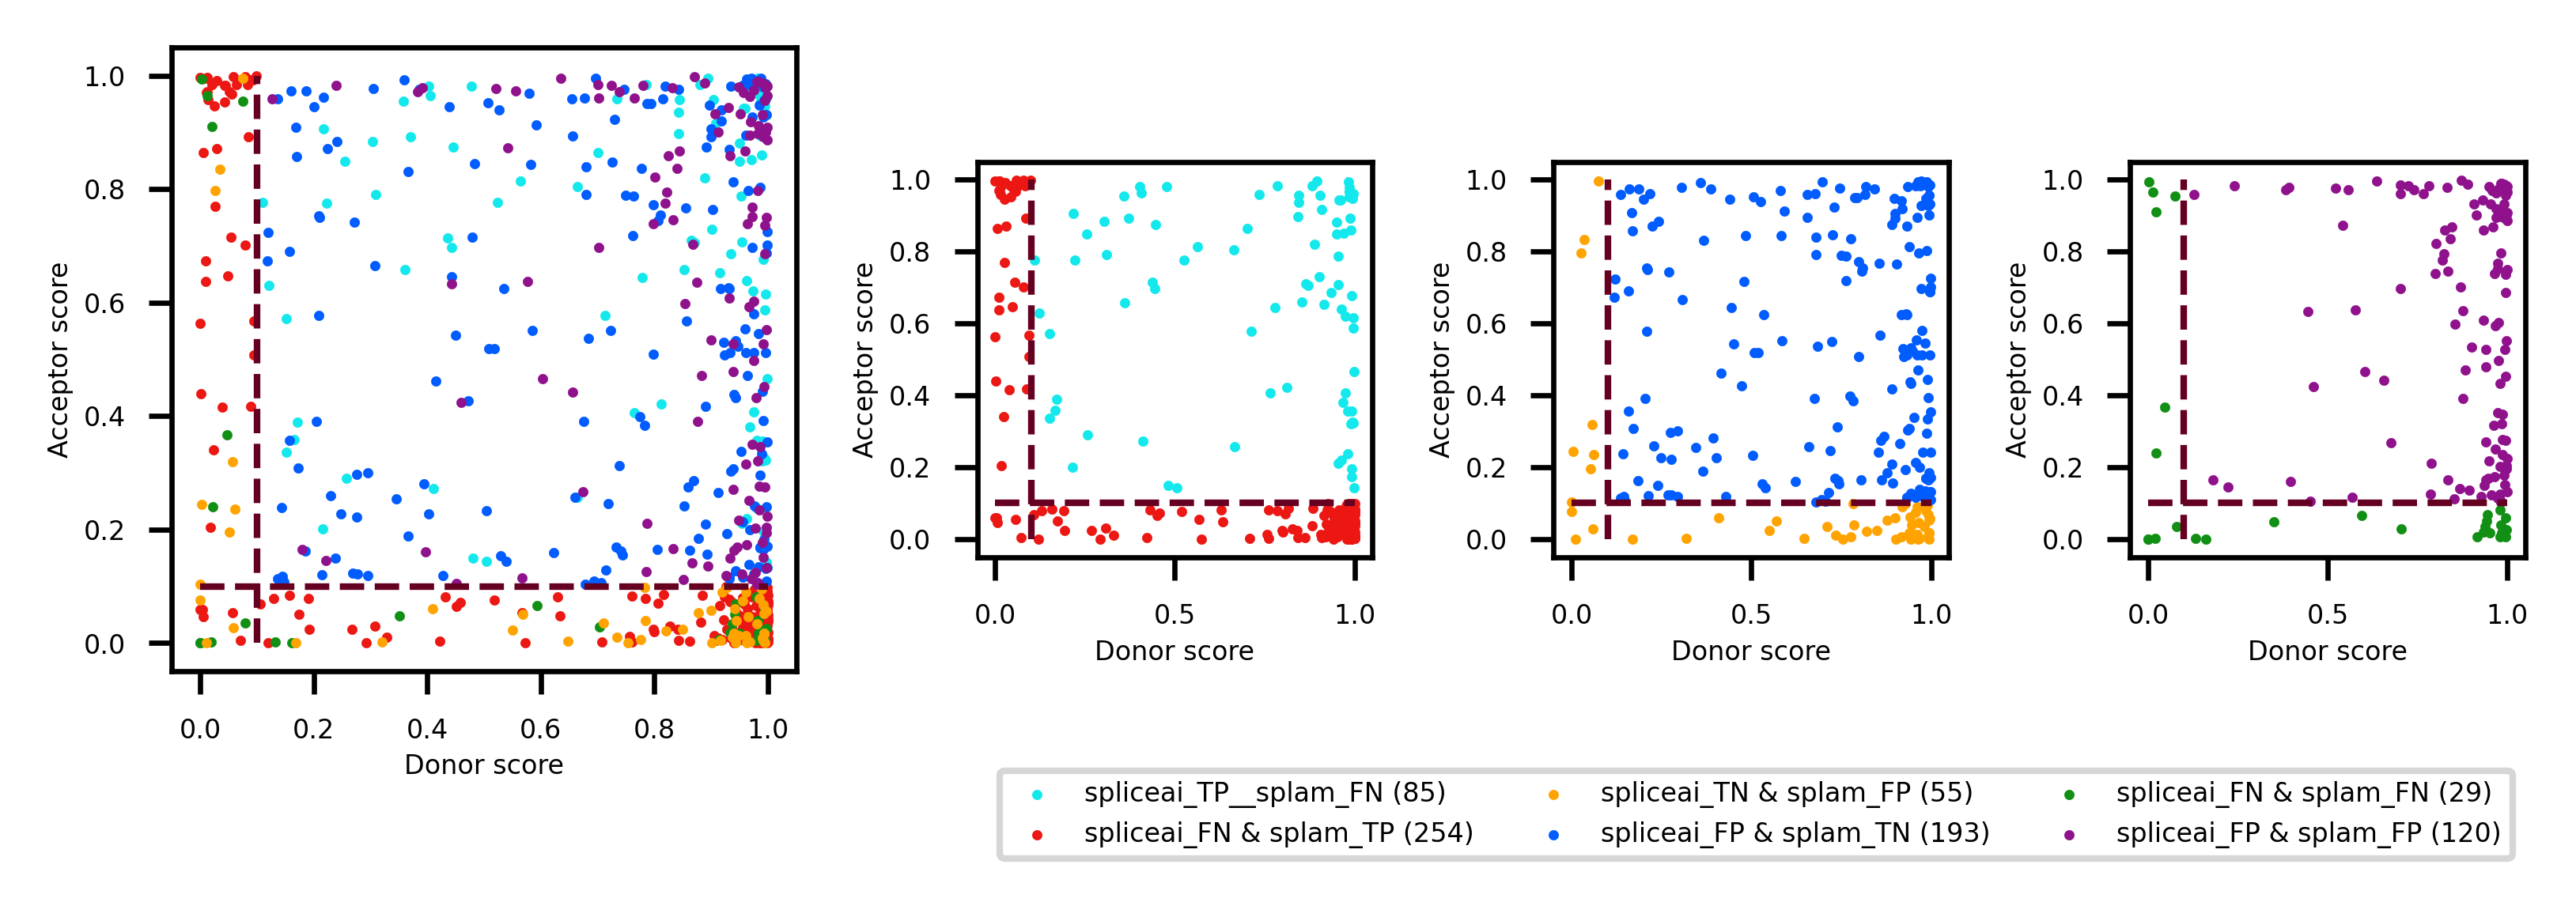 1.0
0.8
0.6
0.4
0.2
0.0
Acceptor score
0.0 0.2 0.4 0.6 0.8 1.0
Donor score
1.0
0.8
0.6
0.4
0.2
0.0
Acceptor score
0.0 0.5 1.0
Donor score
1.0
0.8
0.6
0.4
0.2
0.0
Acceptor score
0.0 0.5 1.0
Donor score
1.0
0.8
0.6
0.4
0.2
0.0
Acceptor score
0.0 0.5 1.0
Donor score
spliceai_TP__splam_FN (85)
spliceai_FN & splam_TP (254)
spliceai_TN & splam_FP (55)
spliceai_FP & splam_TN (193)
spliceai_FN & splam_FN (29)
spliceai_FP & splam_FP (120)